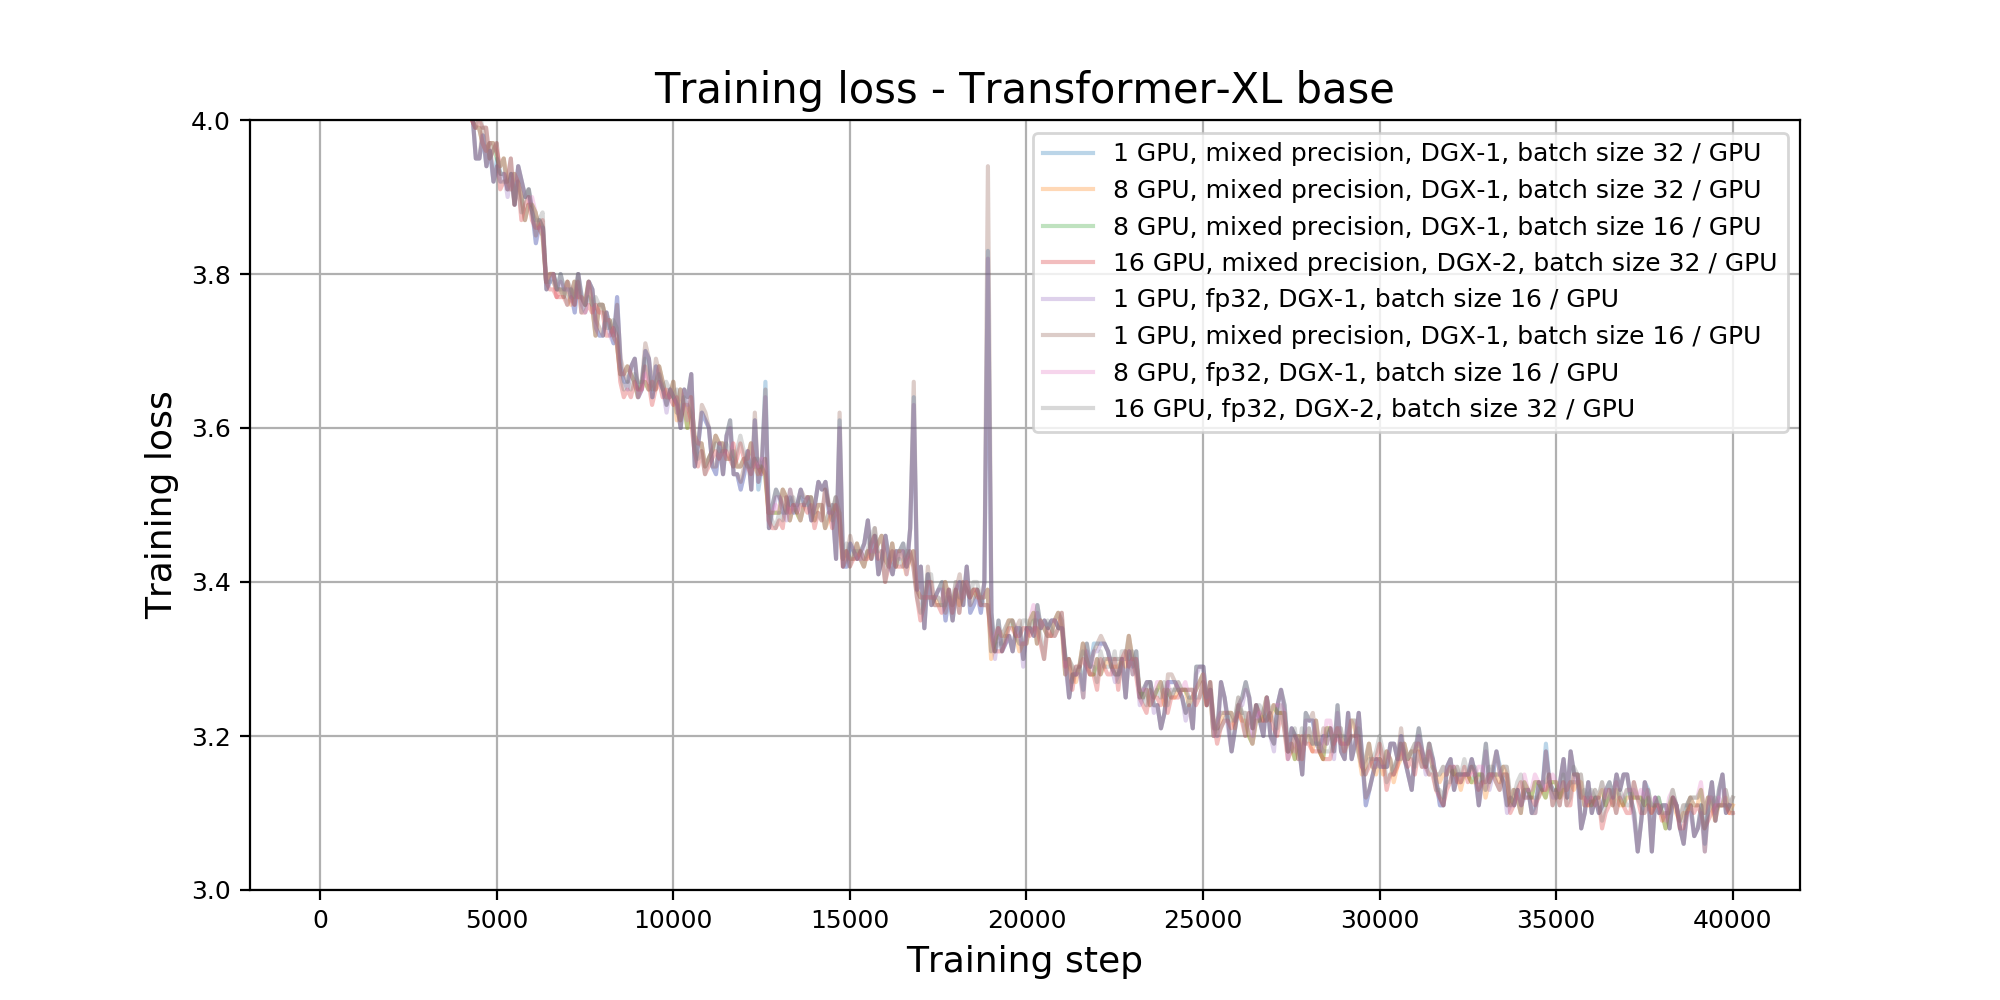 Training loss - Transformer-XL base
4.0
3.8
3.6
3.4
3.2
3.0
Training loss
1 GPU, mixed precision, DGX-1, batch size 32 / GPU
8 GPU, mixed precision, DGX-1, batch size 32 / GPU
8 GPU, mixed precision, DGX-1, batch size 16 / GPU
16 GPU, mixed precision, DGX-2, batch size 32 / GPU
1 GPU, fp32, DGX-1, batch size 16 / GPU
1 GPU, mixed precision, DGX-1, batch size 16 / GPU
8 GPU, fp32, DGX-1, batch size 16 / GPU
16 GPU, fp32, DGX-2, batch size 32 / GPU
0 5000 10000 15000 20000 25000 30000 35000 40000
Training step